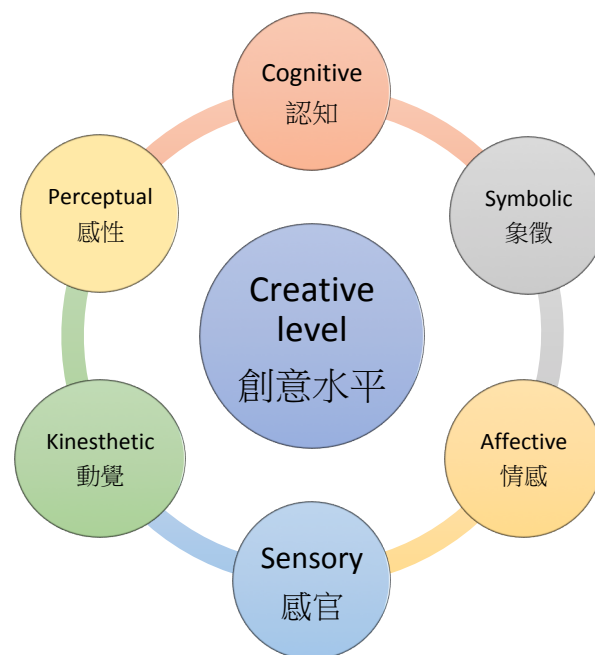 Cognitive
認知
Perceptual
感性
Symbolic
象徵
Creative
level
創意水平
Kinesthetic
動覺
Affective
情感
Sensory
感官